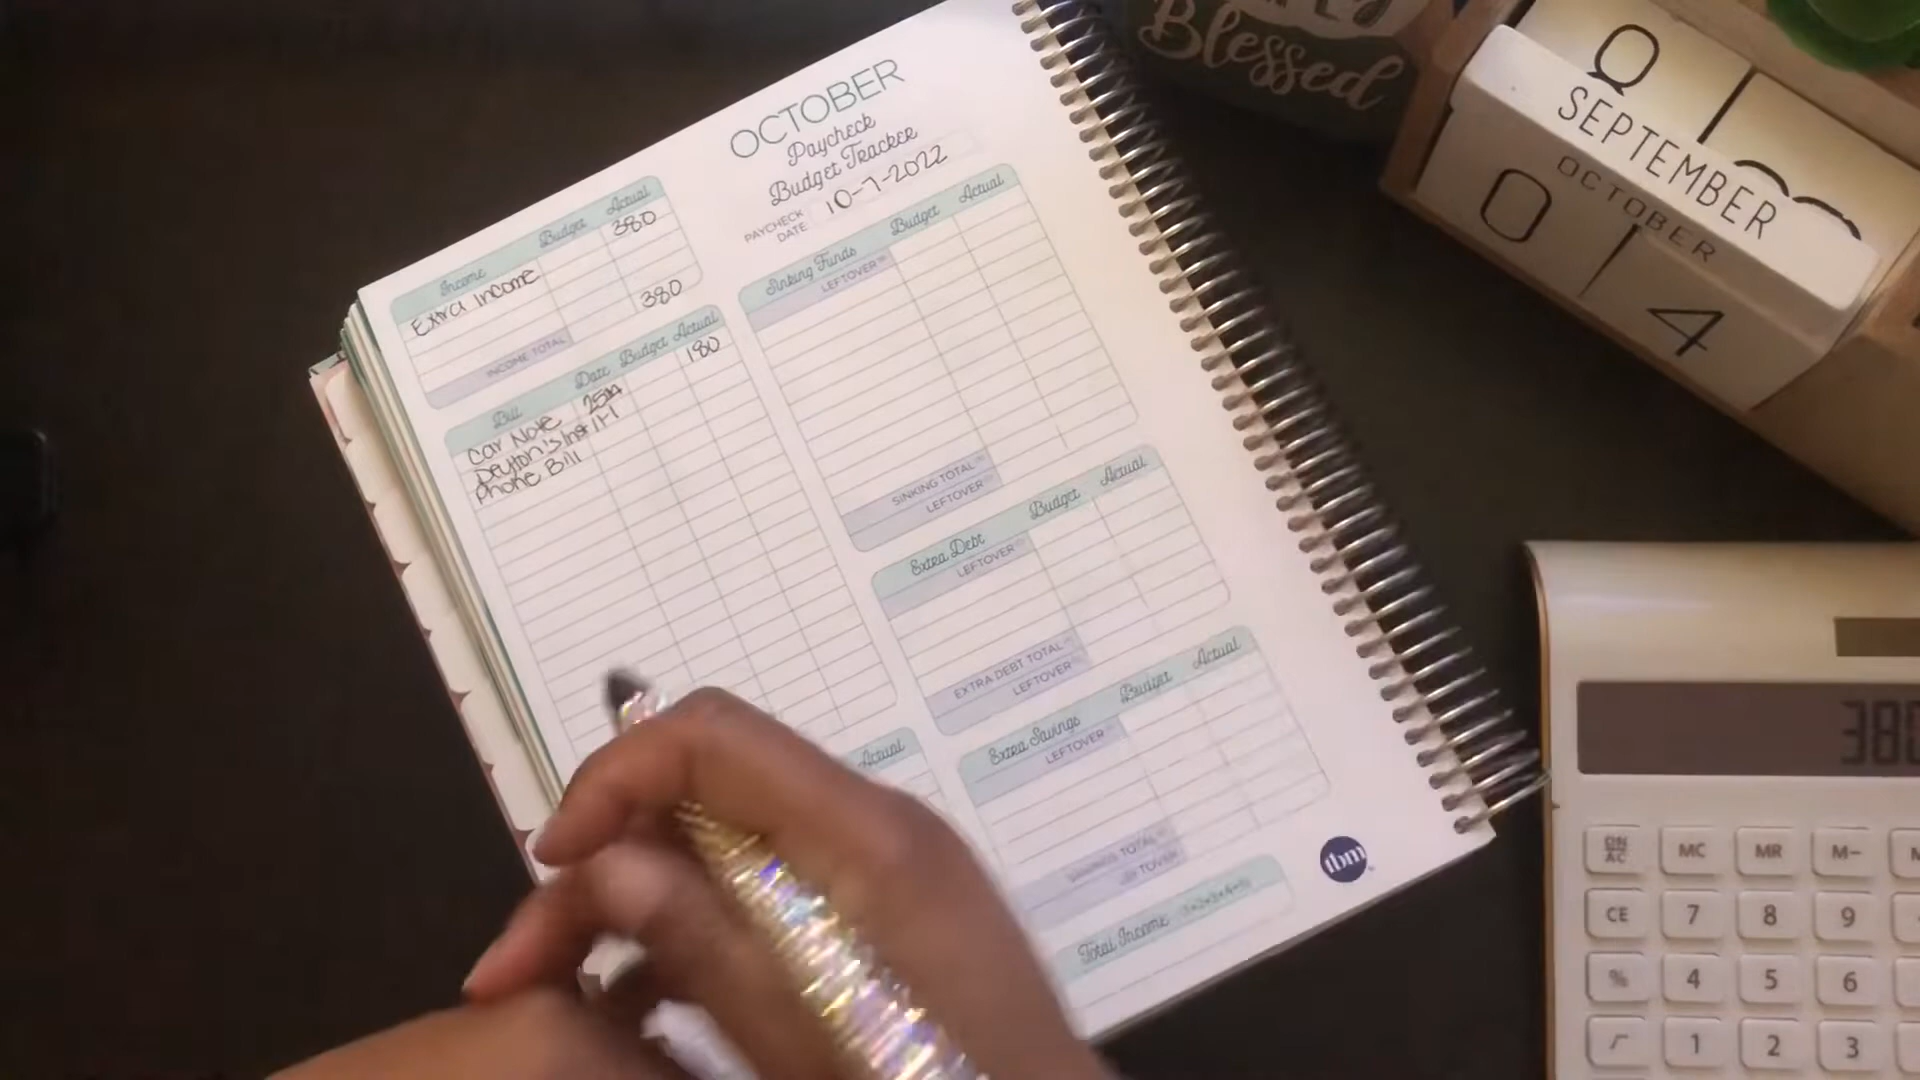 Blessed
SEPTEMBER
OCTOBER
0
4
OCTOBER
Paycheck
Budget Tracker
PAYCHECK DATE: 10-7-2022
Income Budget Actual
Extra Income 380
INCOME TOTAL 380
Bill Date Budget Actual
Car Note 25th 180
Deyton's Ins 11-1
Phone Bill
Actual
Sinking Funds Budget Actual
LEFTOVER
SINKING TOTAL
LEFTOVER
Extra Debt Budget Actual
LEFTOVER
EXTRA DEBT TOTAL
LEFTOVER
Extra Savings Budget Actual
LEFTOVER
SAVINGS TOTAL
Total Income
tbm
380
ON AC MC MR M-
CE 7 8 9
% 4 5 6
√ 1 2 3